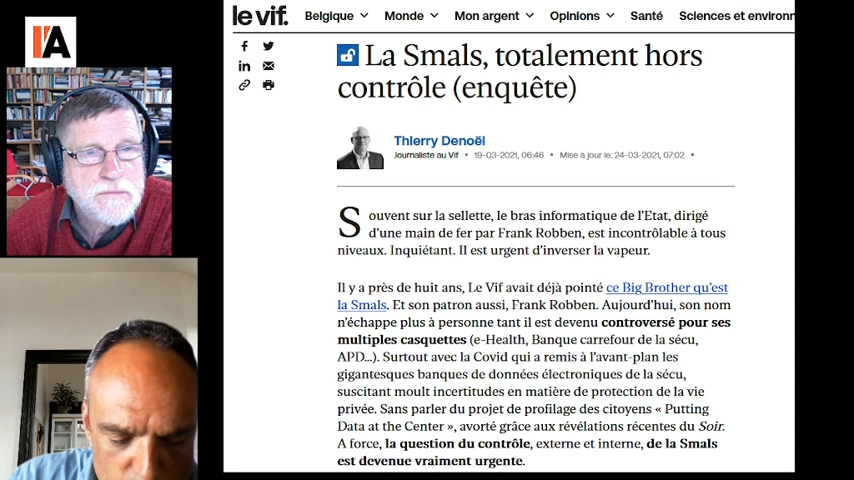 IA
le vif.
Belgique
Monde
Mon argent
Opinions
Santé
Sciences et environn
La Smals, totalement hors
contrôle (enquête)
Thierry Denoël
Journaliste au Vif • 19-03-2021, 06:46 • Mise à jour le: 24-03-2021, 07:02 •
Souvent sur la sellette, le bras informatique de l'Etat, dirigé
d'une main de fer par Frank Robben, est incontrôlable à tous
niveaux. Inquiétant. Il est urgent d'inverser la vapeur.
Il y a près de huit ans, Le Vif avait déjà pointé ce Big Brother qu'est
la Smals. Et son patron aussi, Frank Robben. Aujourd'hui, son nom
n'échappe plus à personne tant il est devenu controversé pour ses
multiples casquettes (e-Health, Banque carrefour de la sécu,
APD…). Surtout avec la Covid qui a remis à l'avant-plan les
gigantesques banques de données électroniques de la sécu,
suscitant moult incertitudes en matière de protection de la vie
privée. Sans parler du projet de profilage des citoyens « Putting
Data at the Center », avorté grâce aux révélations récentes du Soir.
A force, la question du contrôle, externe et interne, de la Smals
est devenue vraiment urgente.